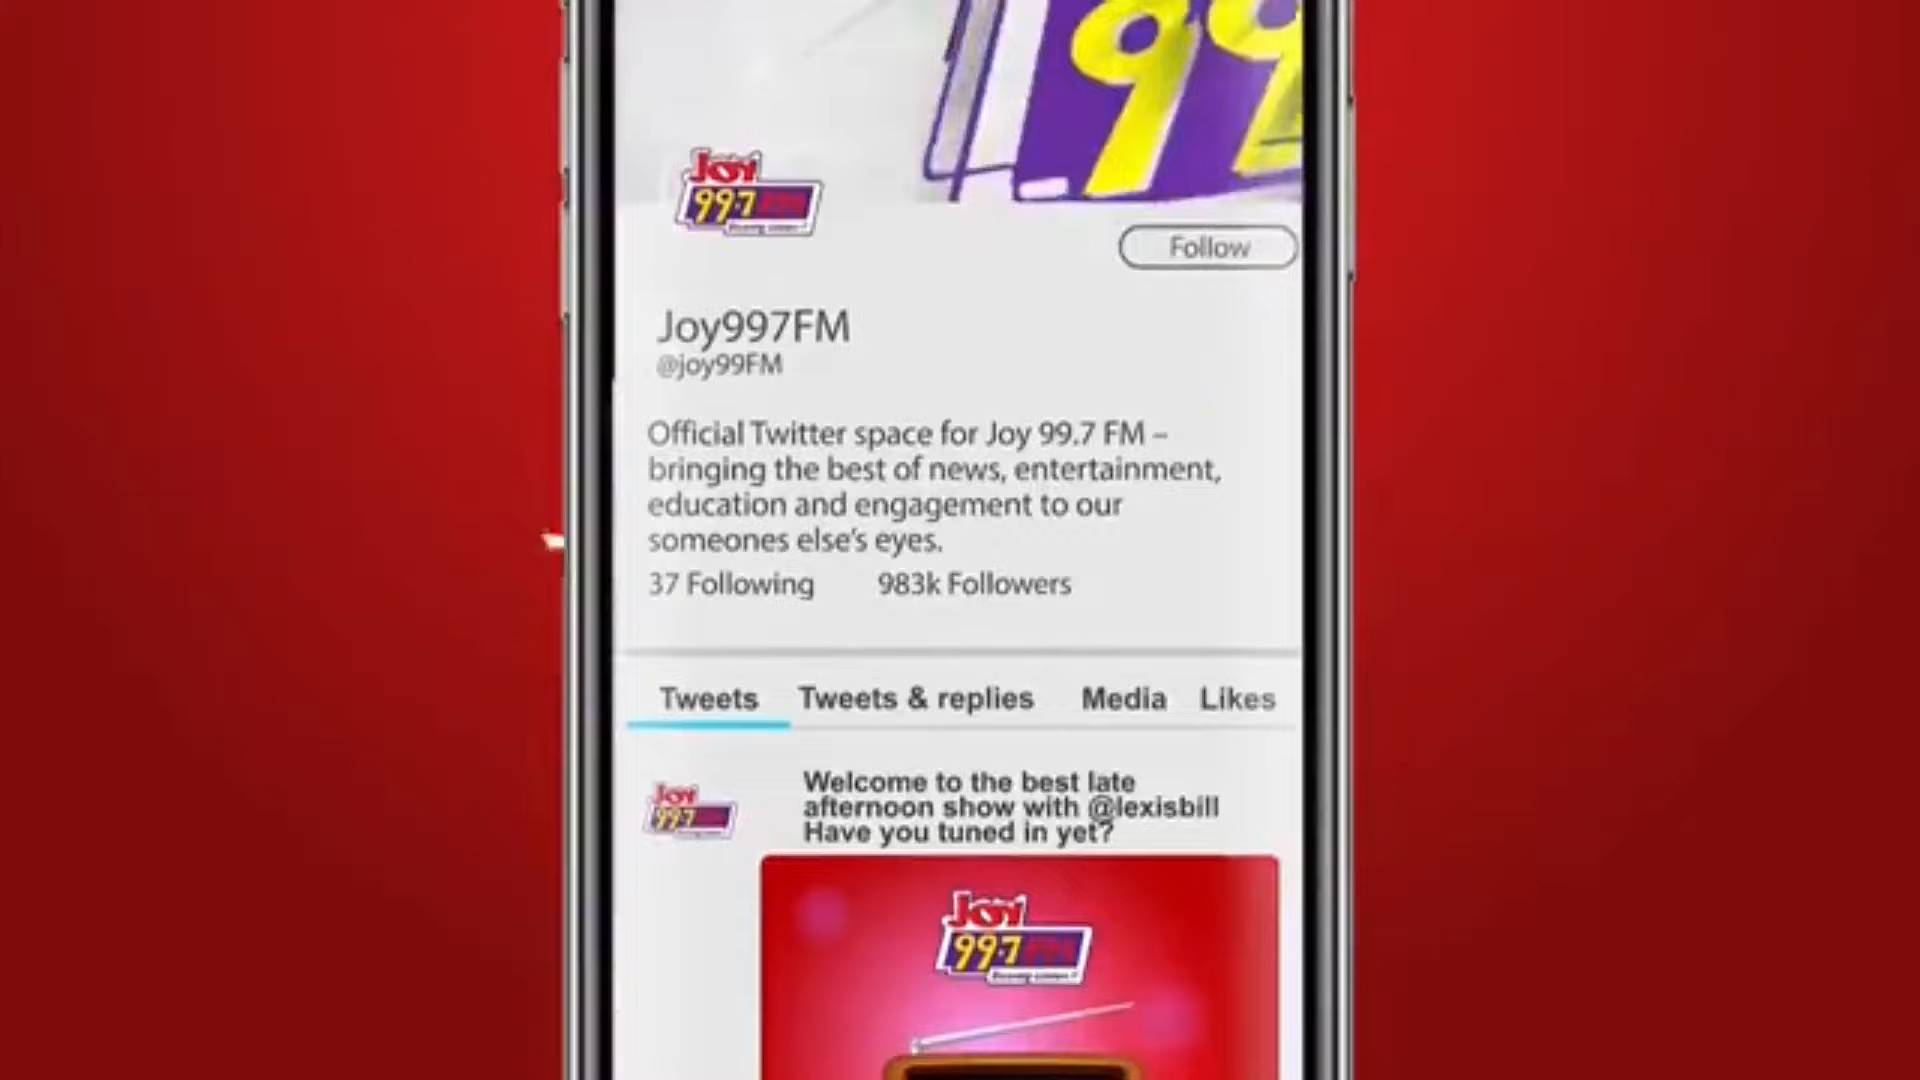 99
Joy
99.7 FM
Follow
Joy997FM
@joy99FM
Official Twitter space for Joy 99.7 FM –
bringing the best of news, entertainment,
education and engagement to our
someones else's eyes.
37 Following 983k Followers
Tweets Tweets & replies Media Likes
Welcome to the best late
afternoon show with @lexisbill
Have you tuned in yet?
Joy
99.7
Joy
99.7 FM